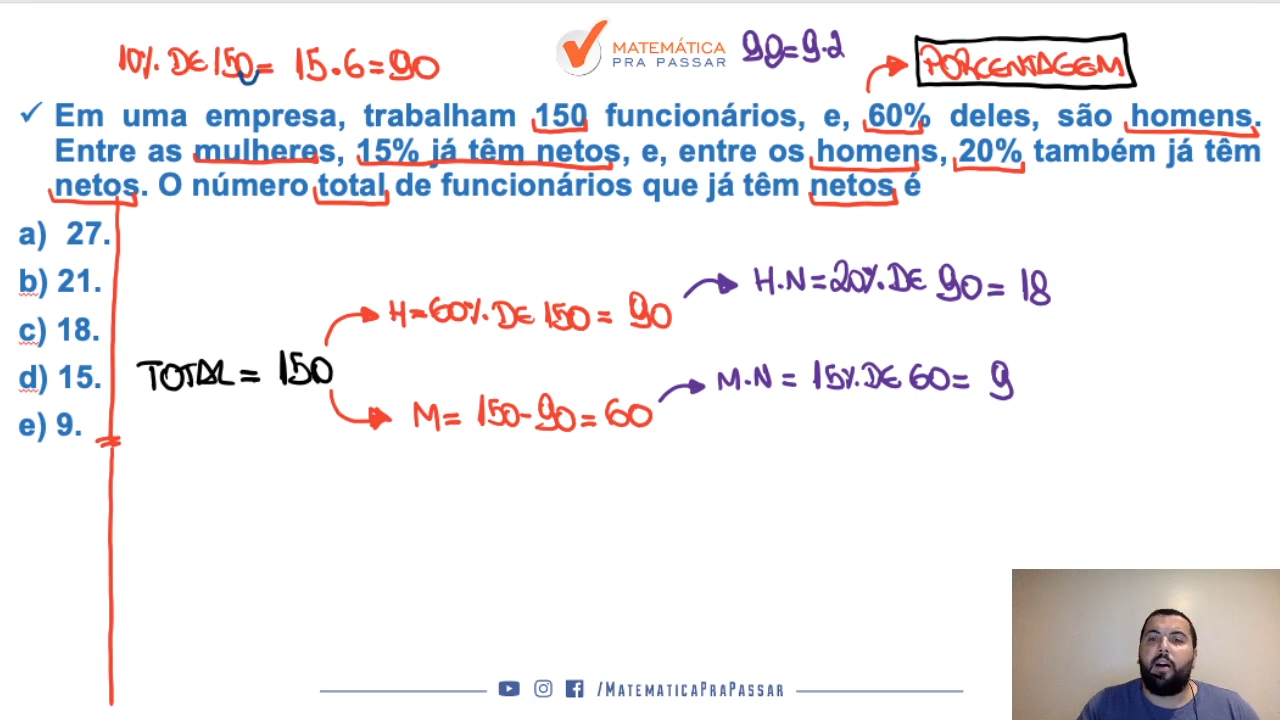 10% DE 150 = 15.6 = 90
MATEMÁTICA
PRA PASSAR
90 = 9.2
PORCENTAGEM
✓ Em uma empresa, trabalham 150 funcionários, e, 60% deles, são homens.
Entre as mulheres, 15% já têm netos, e, entre os homens, 20% também já têm
netos. O número total de funcionários que já têm netos é
a) 27.
b) 21.
c) 18.
d) 15.
e) 9.
H.N = 20% DE 90 = 18
H = 60% DE 150 = 90
TOTAL = 150
M.N = 15% DE 60 = 9
M = 150 - 90 = 60
/MATEMATICAPRAPASSAR